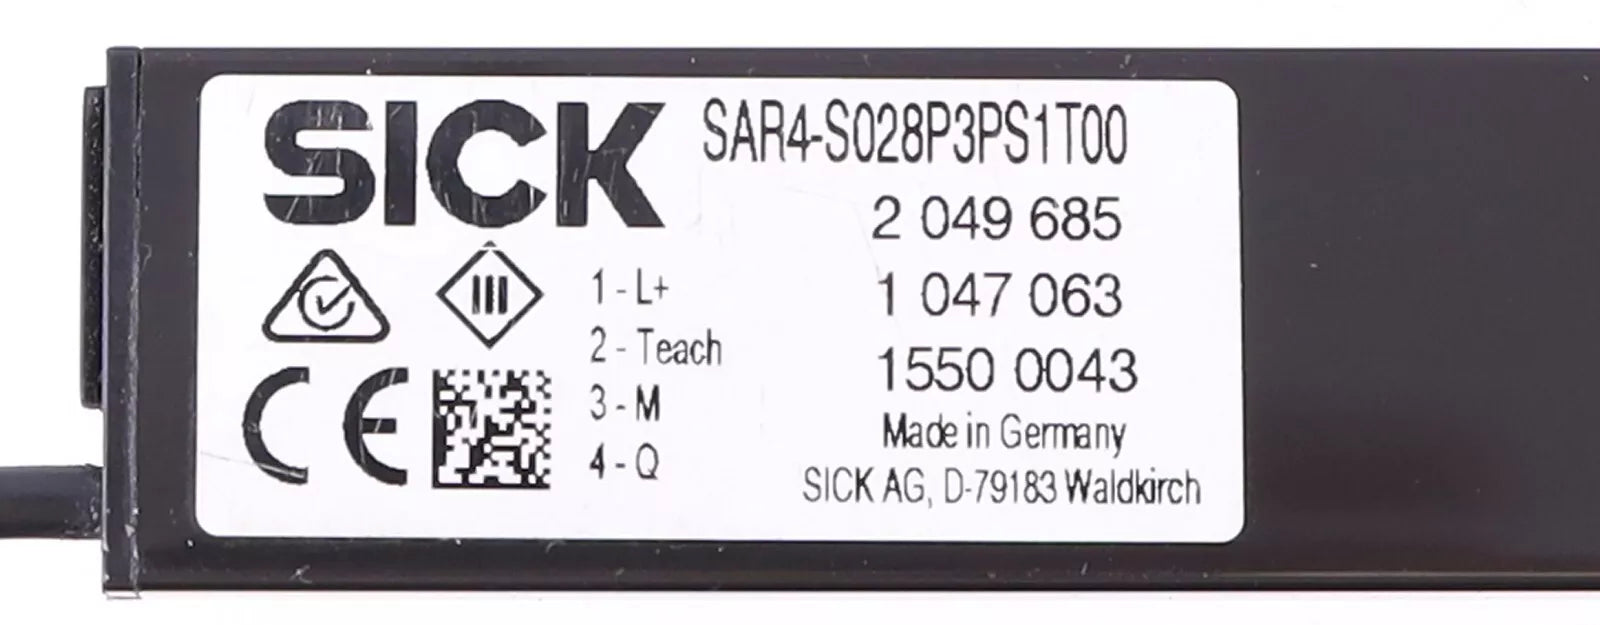 SICK
SAR4-S028P3PS1T00
2 049 685
1 047 063
1550 0043
Made in Germany
SICK AG, D-79183 Waldkirch
1 - L+
2 - Teach
3 - M
4 - Q
CE